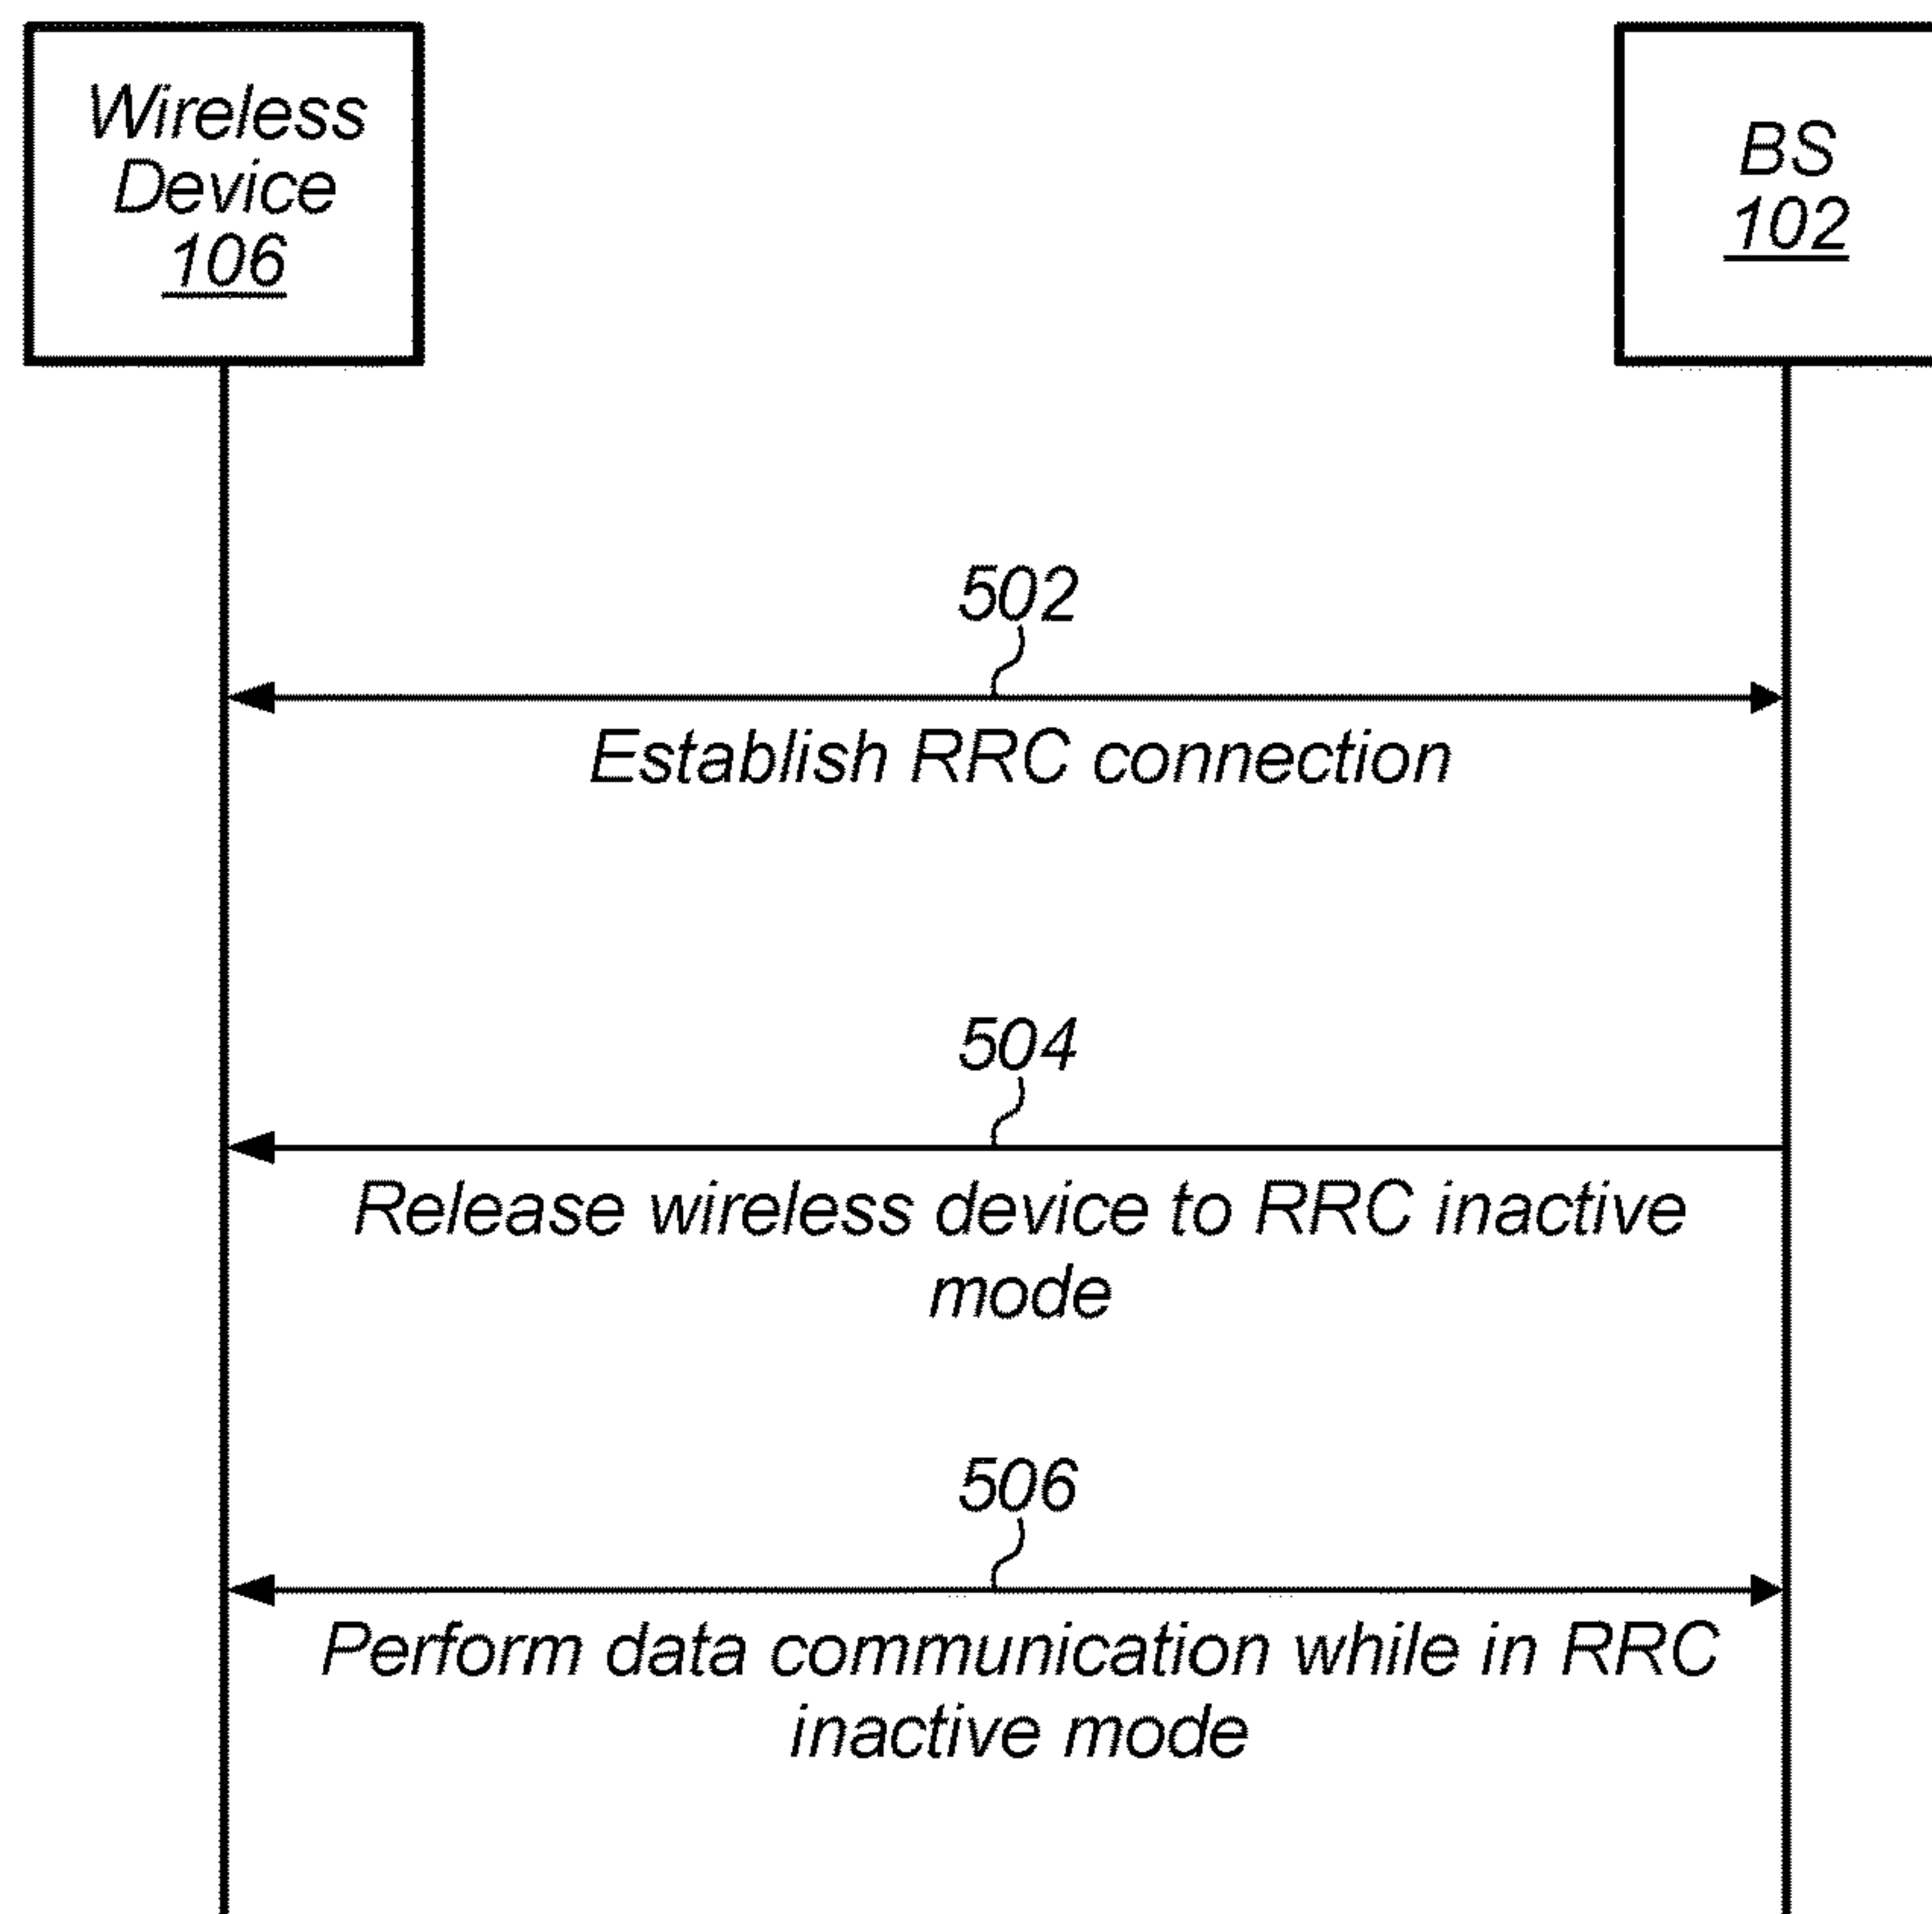 Wireless
Device
106
BS
102
502
Establish RRC connection
504
Release wireless device to RRC inactive
mode
506
Perform data communication while in RRC
inactive mode